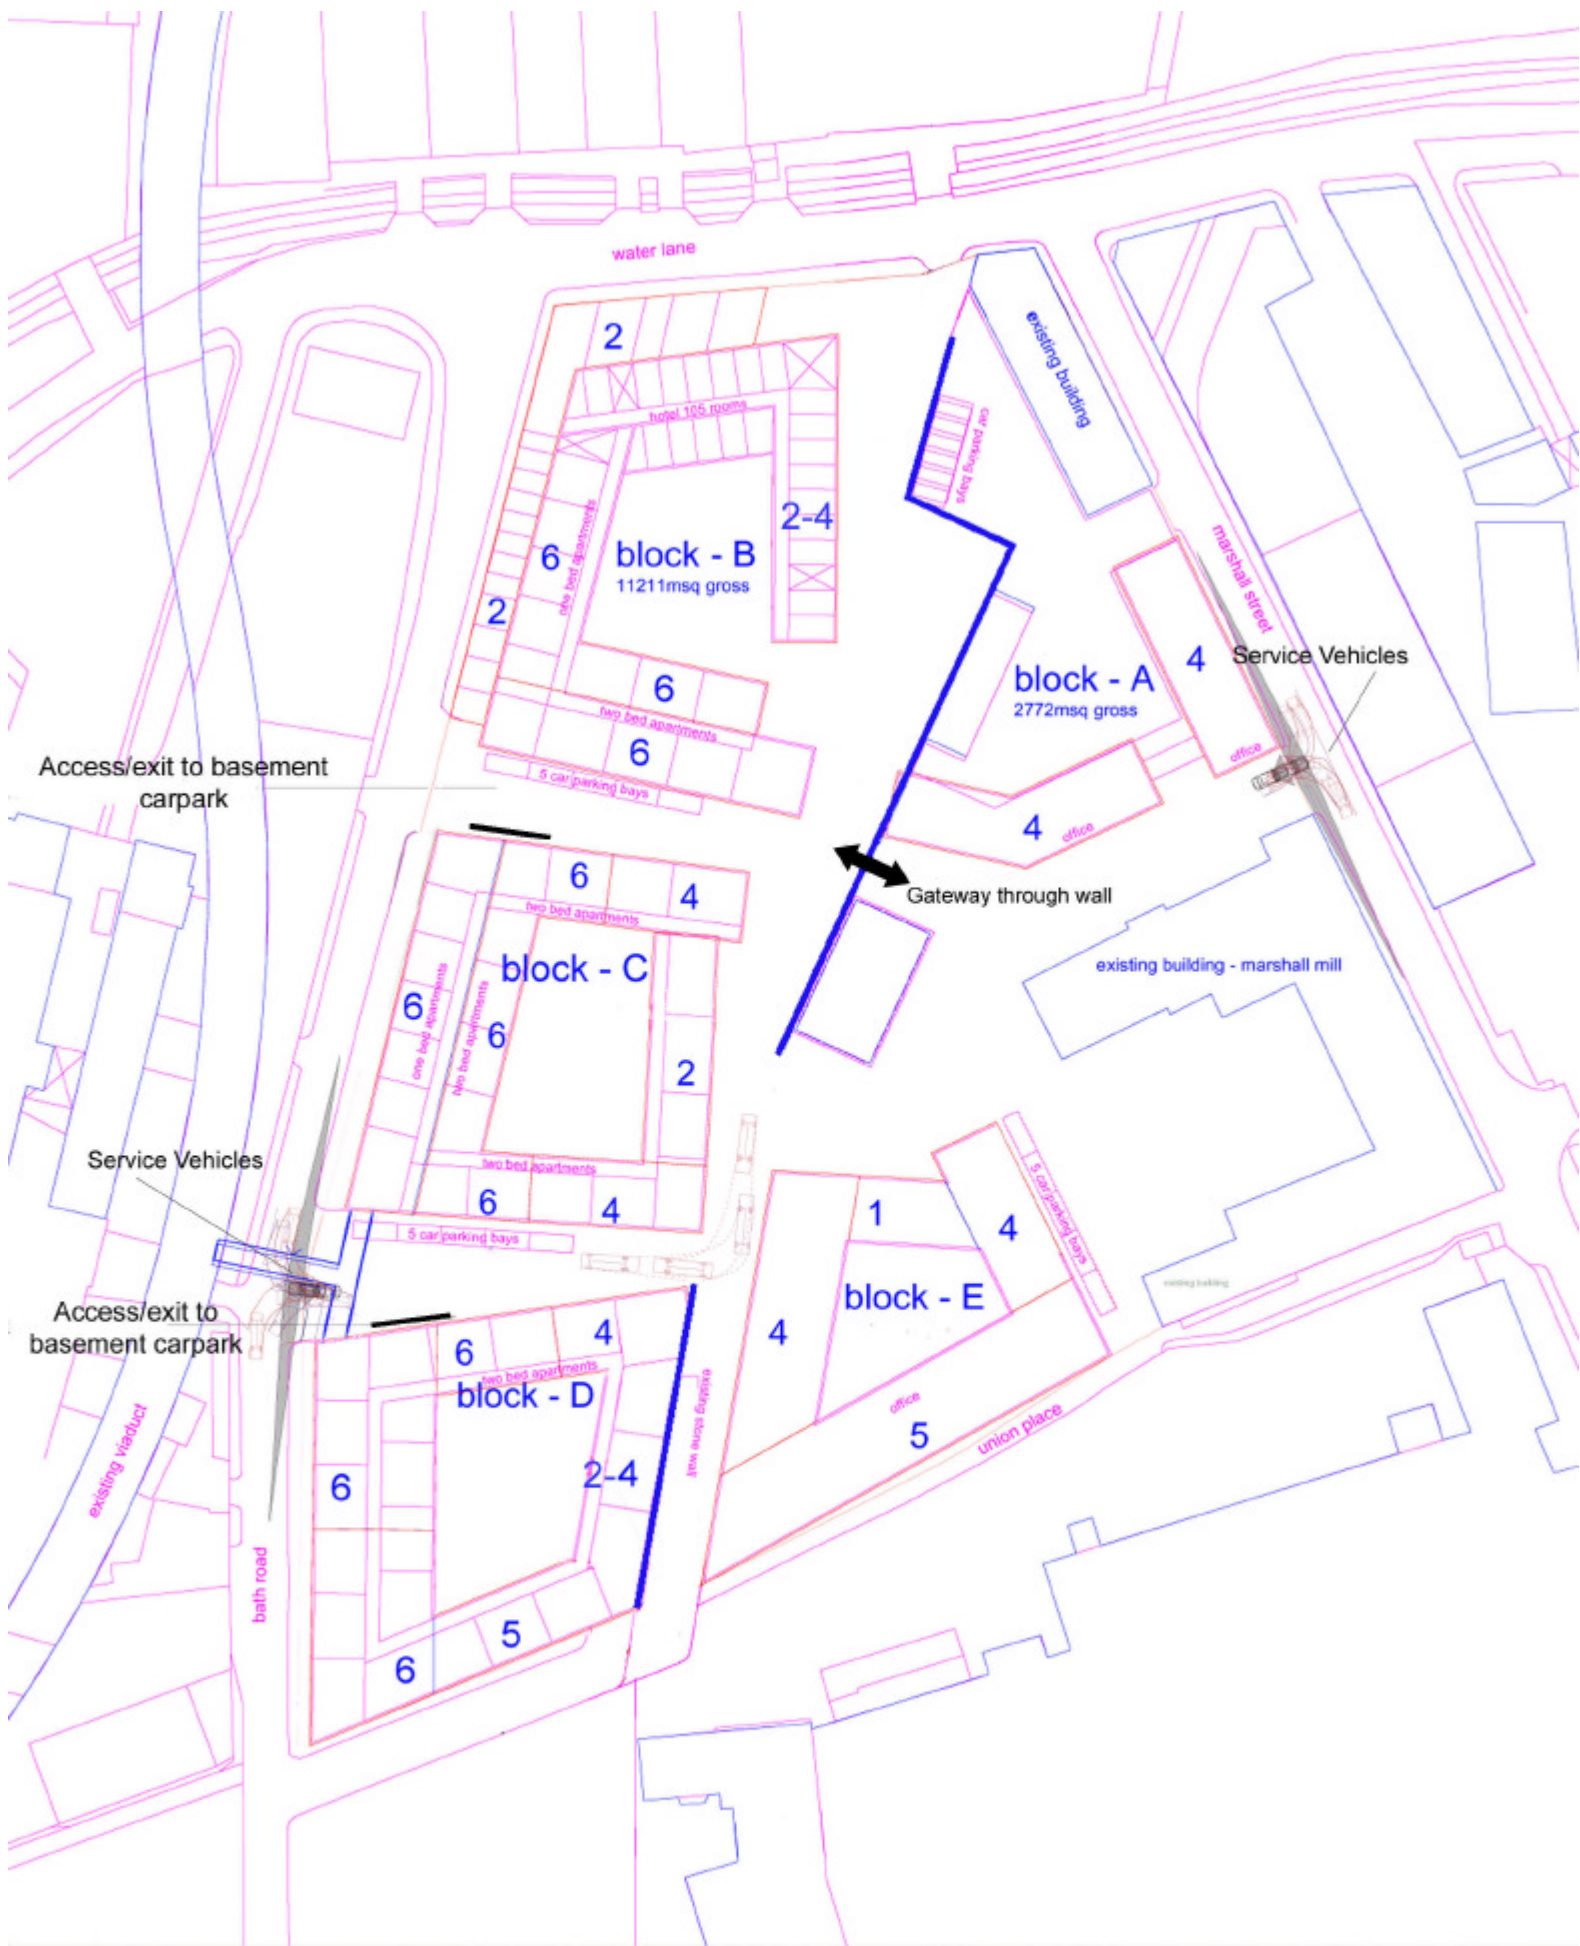 water lane
existing building
2
hotel 105 rooms
car parking bays
2-4
one bed apartments
6
block - B
11211msq gross
2
marshall street
4
Service Vehicles
block - A
2772msq gross
6
two bed apartments
6
office
5 car parking bays
Access/exit to basement
carpark
4
office
6
4
Gateway through wall
two bed apartments
block - C
existing building - marshall mill
6
one bed apartments
two bed apartments
6
2
Service Vehicles
two bed apartments
6
4
1
4
5 car parking bays
5 car parking bays
existing building
block - E
Access/exit to
basement carpark
6
4
4
two bed apartments
block - D
existing stone wall
office
5
union place
existing viaduct
6
2-4
bath road
5
6